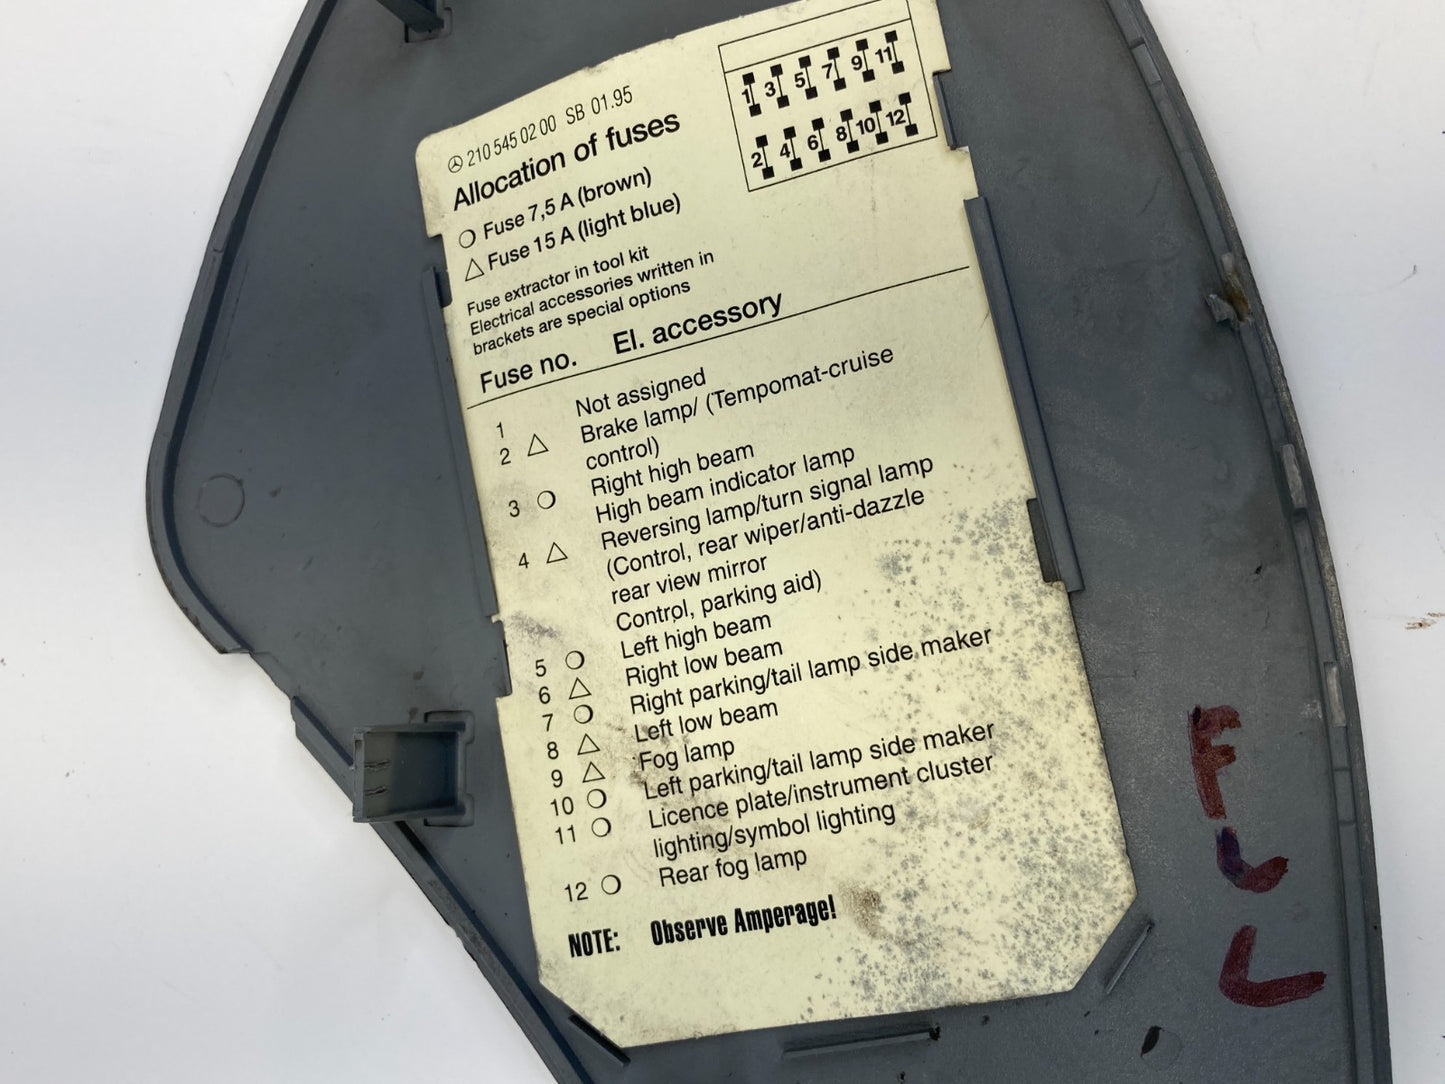 210 545 02 00 SB 01.95
Allocation of fuses
○ Fuse 7,5 A (brown)
△ Fuse 15 A (light blue)
Fuse extractor in tool kit
Electrical accessories written in
brackets are special options
1 3 5 7 9 11
2 4 6 8 10 12
Fuse no. El. accessory
1 Not assigned
2 △ Brake lamp/ (Tempomat-cruise
control)
3 ○ Right high beam
High beam indicator lamp
4 △ Reversing lamp/turn signal lamp
(Control, rear wiper/anti-dazzle
rear view mirror
Control, parking aid)
5 ○ Left high beam
6 △ Right low beam
7 ○ Right parking/tail lamp side maker
8 △ Left low beam
9 △ Fog lamp
10 ○ Left parking/tail lamp side maker
11 ○ Licence plate/instrument cluster
lighting/symbol lighting
12 ○ Rear fog lamp
NOTE: Observe Amperage!
F
L
L